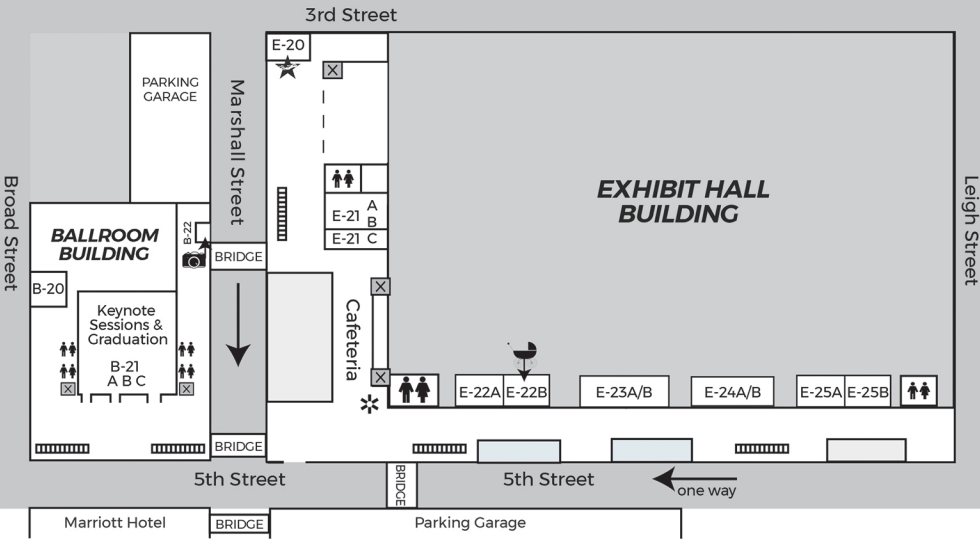 3rd Street
E-20
PARKING
GARAGE
Marshall Street
Broad Street
Leigh Street
EXHIBIT HALL
BUILDING
E-21 A
B
E-21 C
B-22
BALLROOM
BUILDING
BRIDGE
B-20
Keynote
Sessions &
Graduation
B-21
A B C
Cafeteria
E-22A
E-22B
E-23A/B
E-24A/B
E-25A
E-25B
BRIDGE
5th Street
BRIDGE
5th Street
one way
Marriott Hotel
BRIDGE
Parking Garage